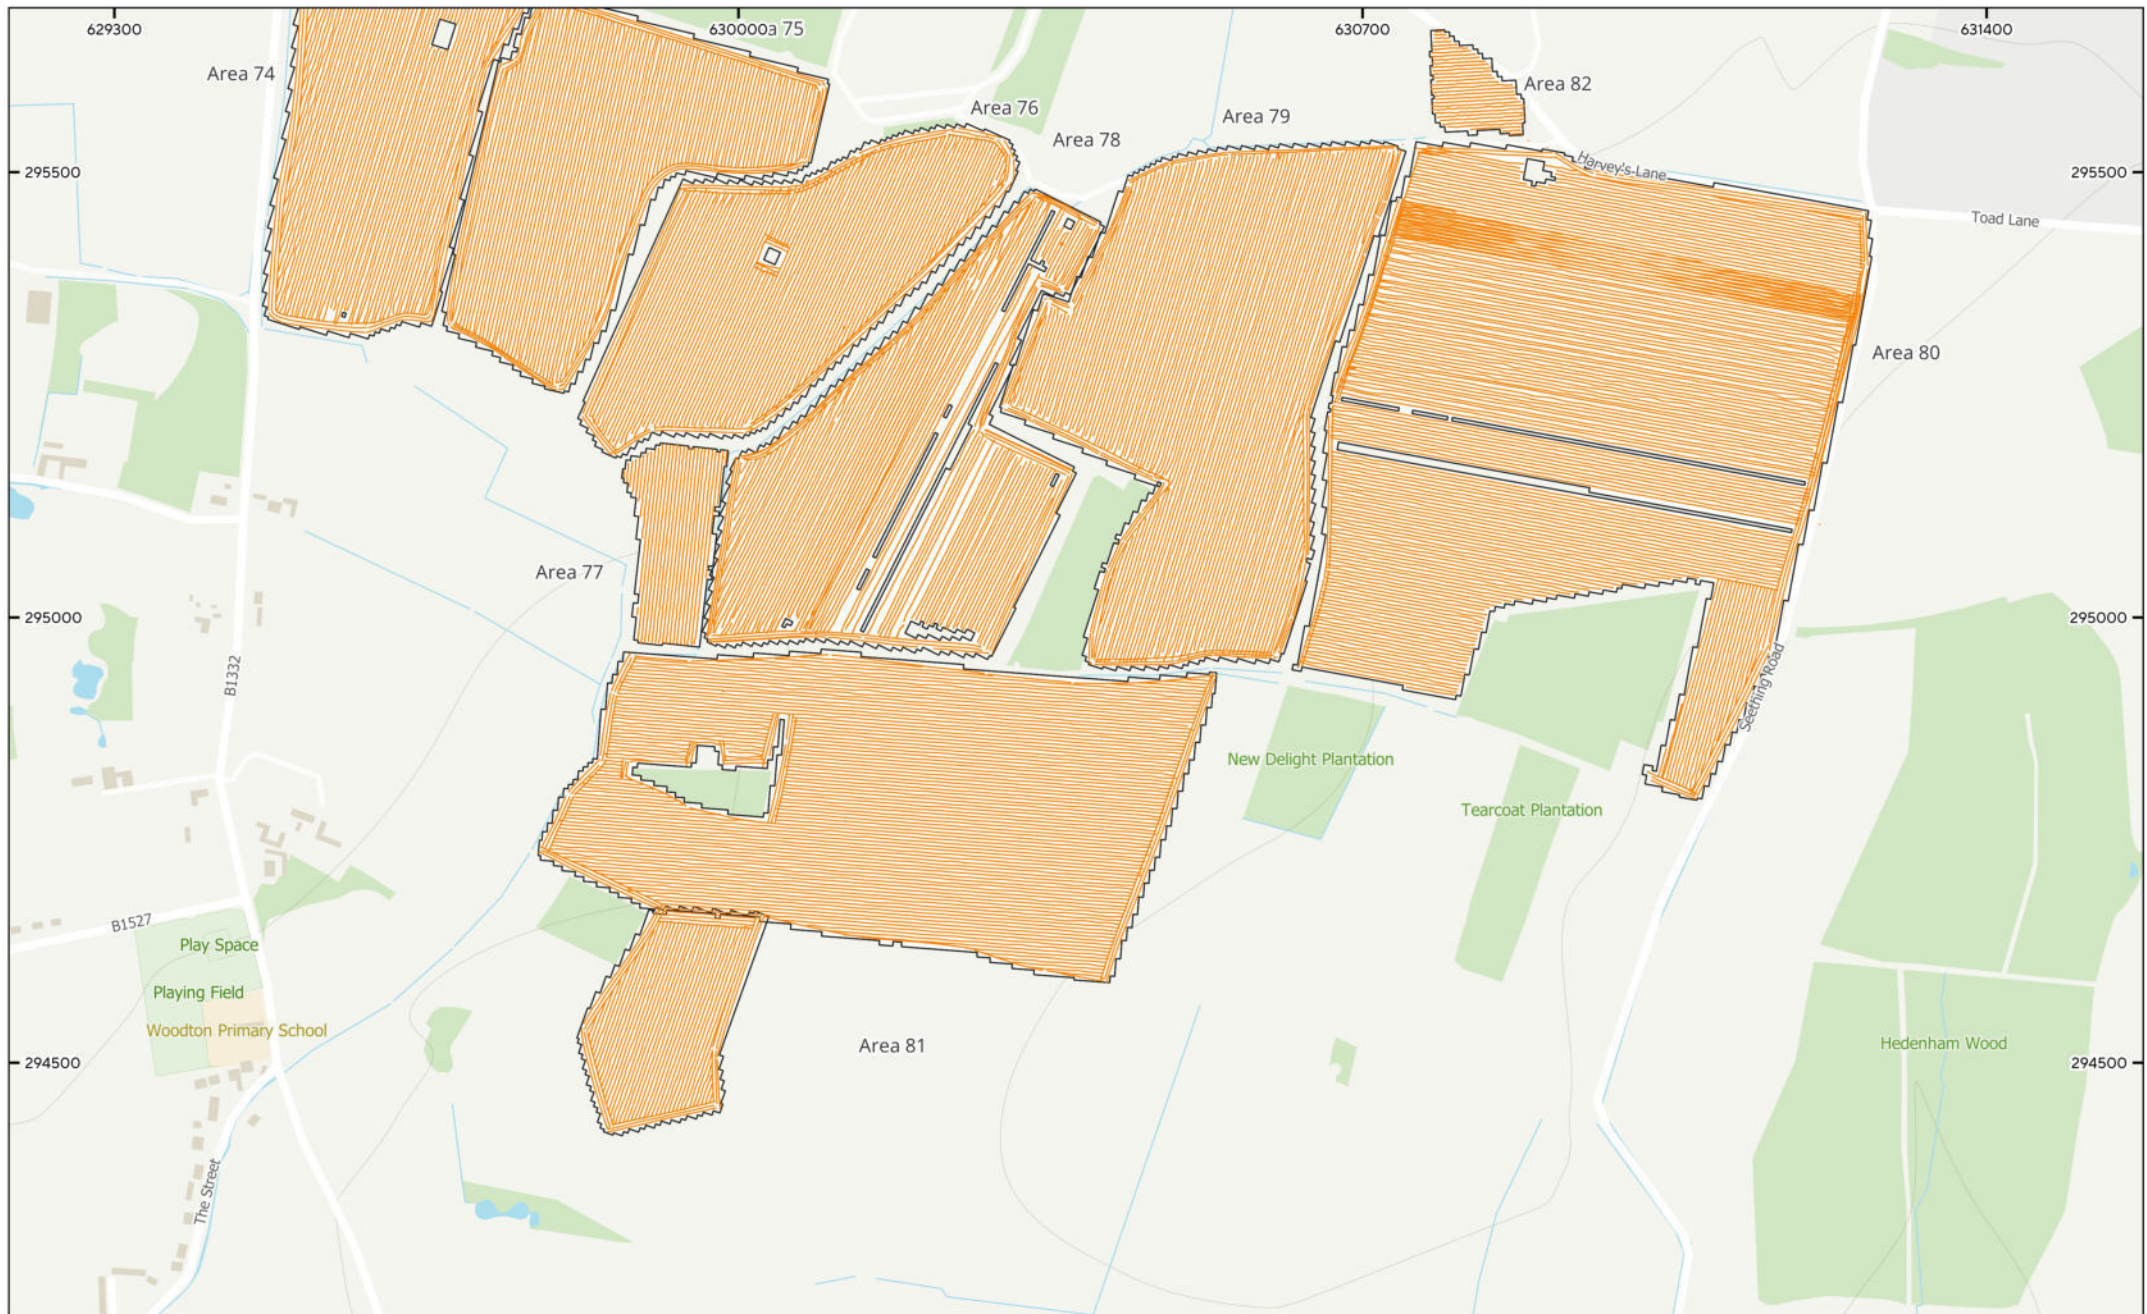 629300
630000a 75
630700
631400
Area 74
Area 82
Area 76
Area 79
Area 78
295500
Harvey's Lane
295500
Toad Lane
Area 80
Area 77
295000
295000
B1332
Seething Road
New Delight Plantation
Tearcoat Plantation
B1527
Play Space
Playing Field
Woodton Primary School
Area 81
Hedenham Wood
294500
294500
The Street